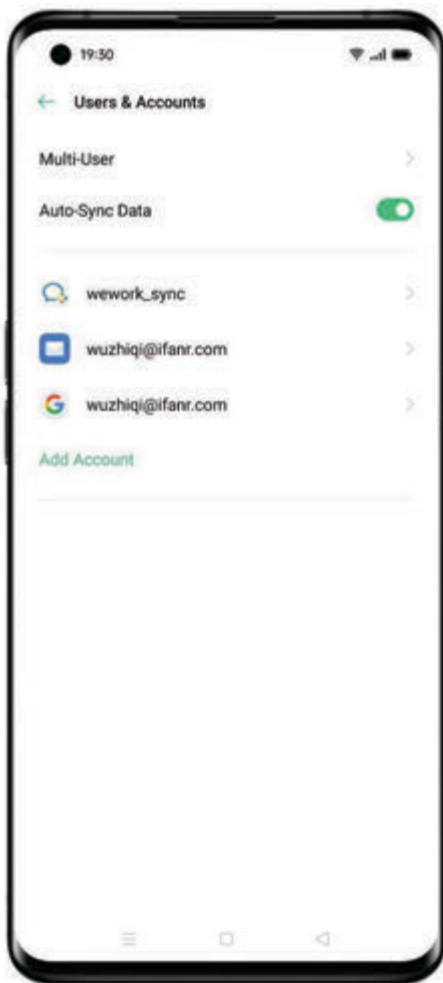 19:30
Users & Accounts
Multi-User
Auto-Sync Data
wework_sync
wuzhiqi@ifanr.com
wuzhiqi@ifanr.com
Add Account